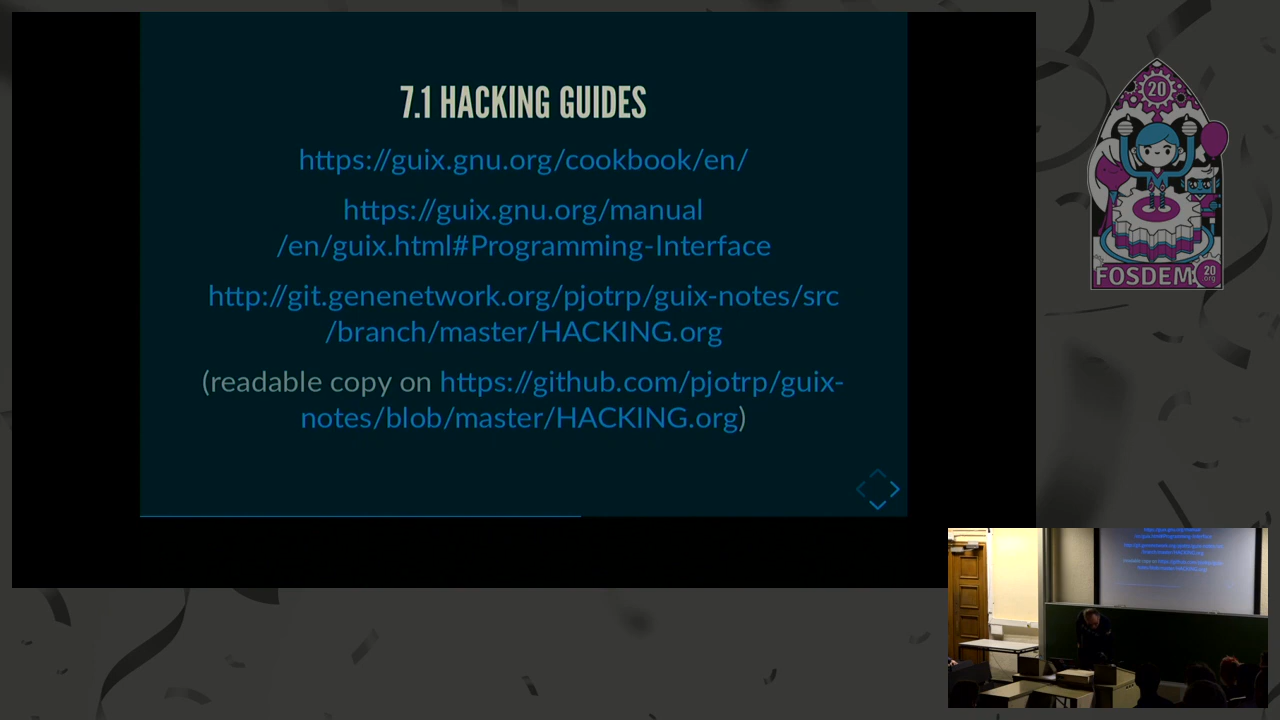 7.1 HACKING GUIDES
https://guix.gnu.org/cookbook/en/
https://guix.gnu.org/manual
/en/guix.html#Programming-Interface
http://git.genenetwork.org/pjotrp/guix-notes/src
/branch/master/HACKING.org
(readable copy on https://github.com/pjotrp/guix-
notes/blob/master/HACKING.org)
20
FOSDEM
20
org